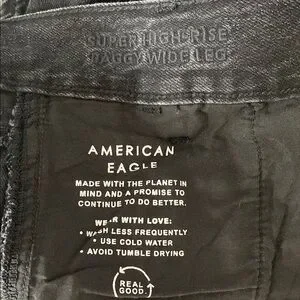 SUPER HIGH-RISE
BAGGY WIDE LEG
AMERICAN
EAGLE
MADE WITH THE PLANET IN
MIND AND A PROMISE TO
CONTINUE TO DO BETTER.
WEAR WITH LOVE:
• WASH LESS FREQUENTLY
• USE COLD WATER
• AVOID TUMBLE DRYING
REAL
GOOD.